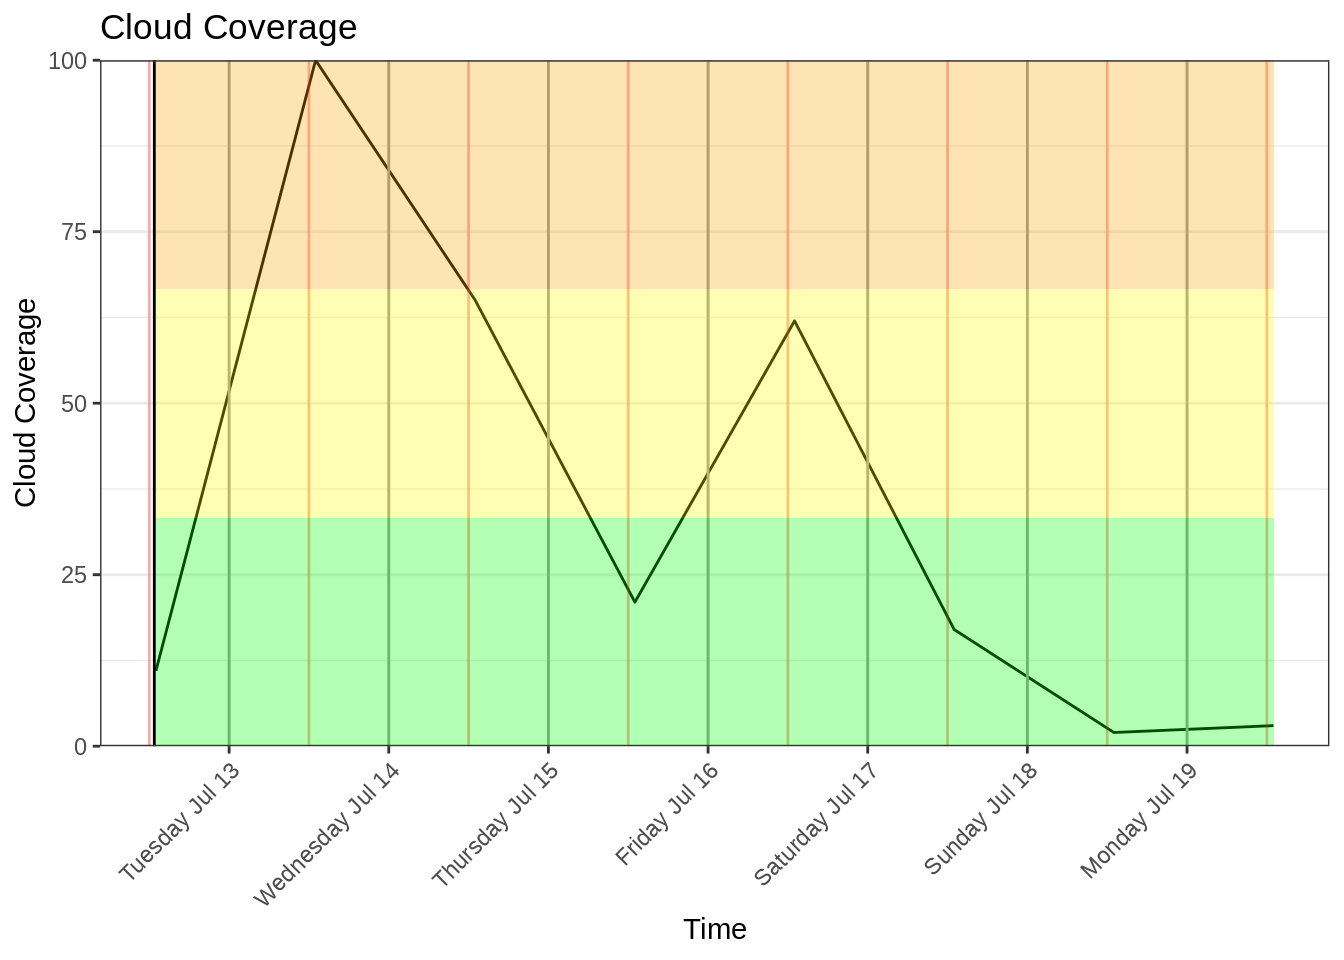 Cloud Coverage
Cloud Coverage
100
75
50
25
0
Tuesday Jul 13
Wednesday Jul 14
Thursday Jul 15
Friday Jul 16
Saturday Jul 17
Sunday Jul 18
Monday Jul 19
Time